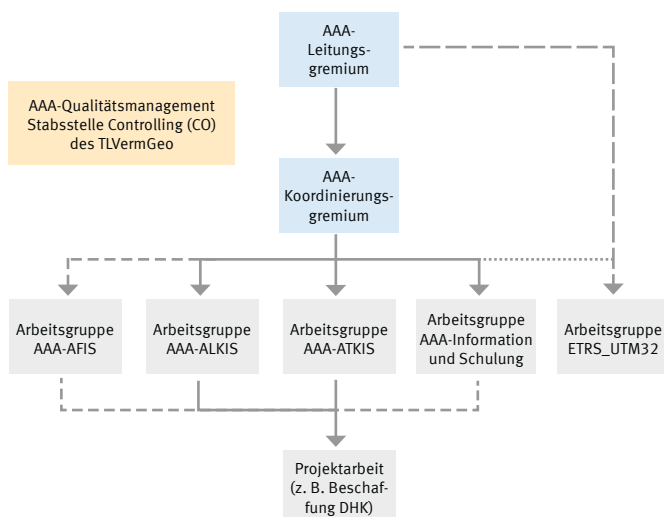 AAA-
Leitungs-
gremium
AAA-Qualitätsmanagement
Stabsstelle Controlling (CO)
des TLVermGeo
AAA-
Koordinierungs-
gremium
Arbeitsgruppe
AAA-AFIS
Arbeitsgruppe
AAA-ALKIS
Arbeitsgruppe
AAA-ATKIS
Arbeitsgruppe
AAA-Information
und Schulung
Arbeitsgruppe
ETRS_UTM32
Projektarbeit
(z. B. Beschaf-
fung DHK)